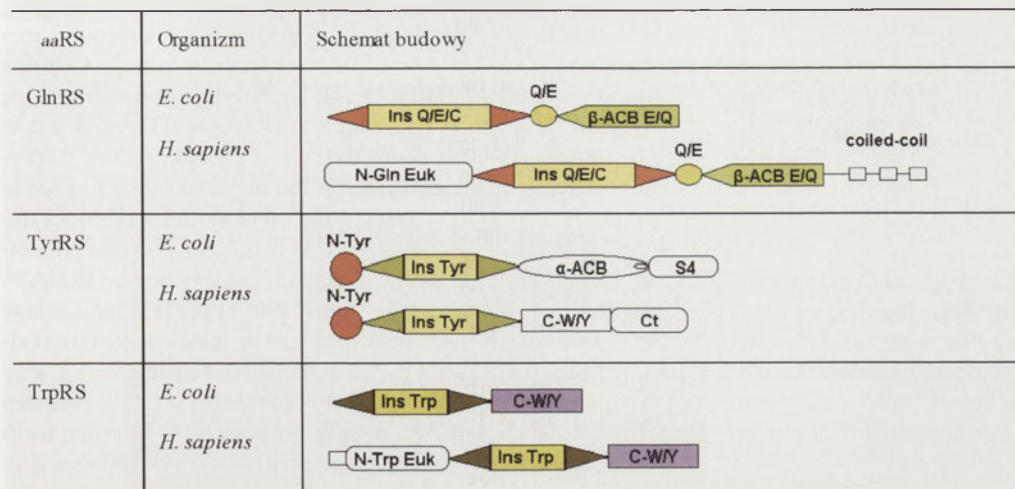 aaRS Organizm Schemat budowy
GlnRS E. coli Ins Q/E/C Q/E β-ACB E/Q
H. sapiens N-Gln Euk Ins Q/E/C Q/E β-ACB E/Q coiled-coil
TyrRS E. coli N-Tyr Ins Tyr α-ACB S4
H. sapiens N-Tyr Ins Tyr C-W/Y Ct
TrpRS E. coli Ins Trp C-W/Y
H. sapiens N-Trp Euk Ins Trp C-W/Y